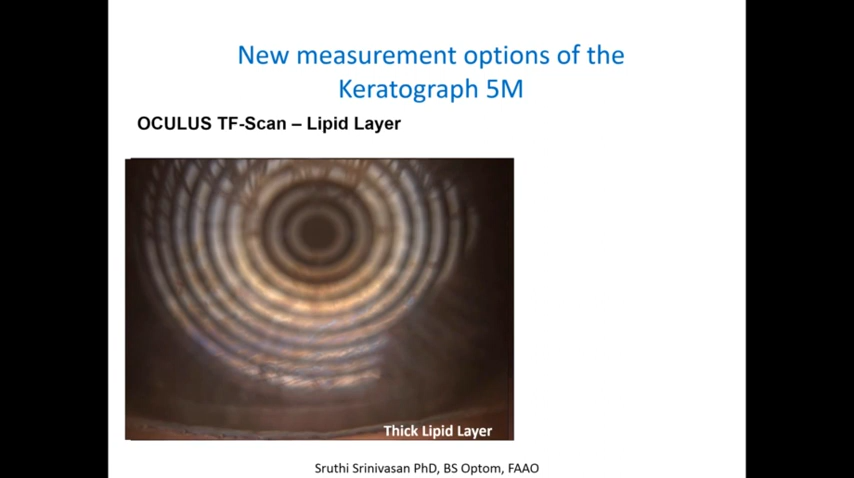 New measurement options of the
Keratograph 5M
OCULUS TF-Scan – Lipid Layer
Thick Lipid Layer
Sruthi Srinivasan PhD, BS Optom, FAAO